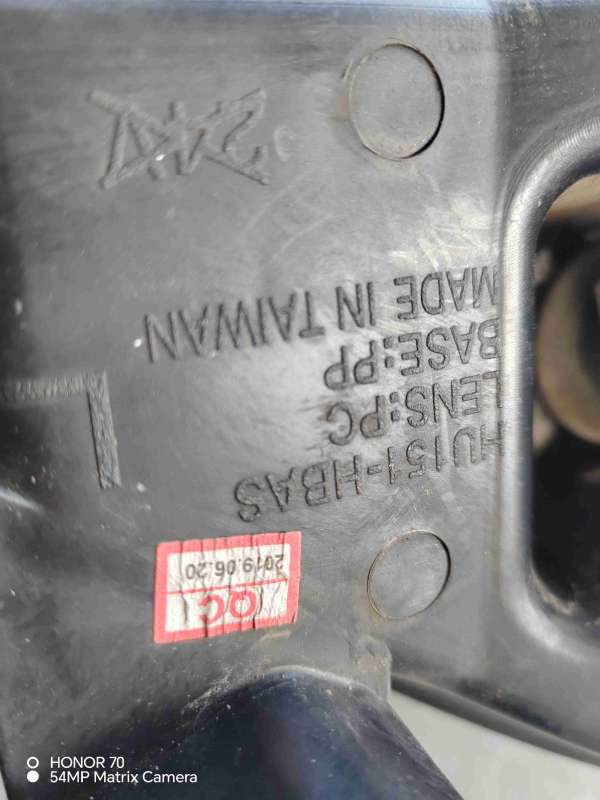 QC
2019.06.20
HU151-HBAS
LENS:PC
BASE:PP
MADE IN TAIWAN
L
HONOR 70
54MP Matrix Camera